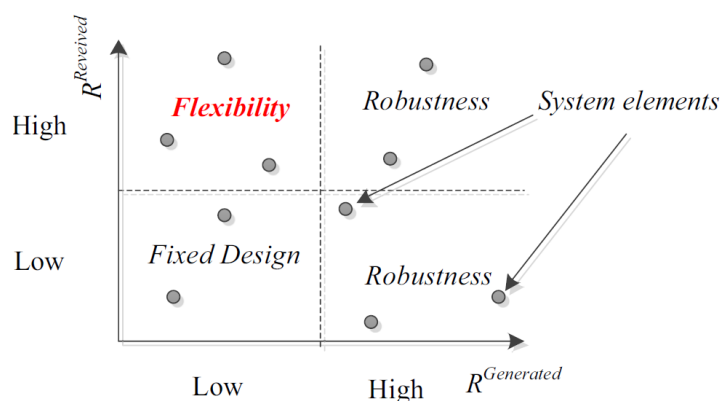 R^Reveived
High
Flexibility
Robustness
System elements
Low
Fixed Design
Robustness
Low
High
R^Generated